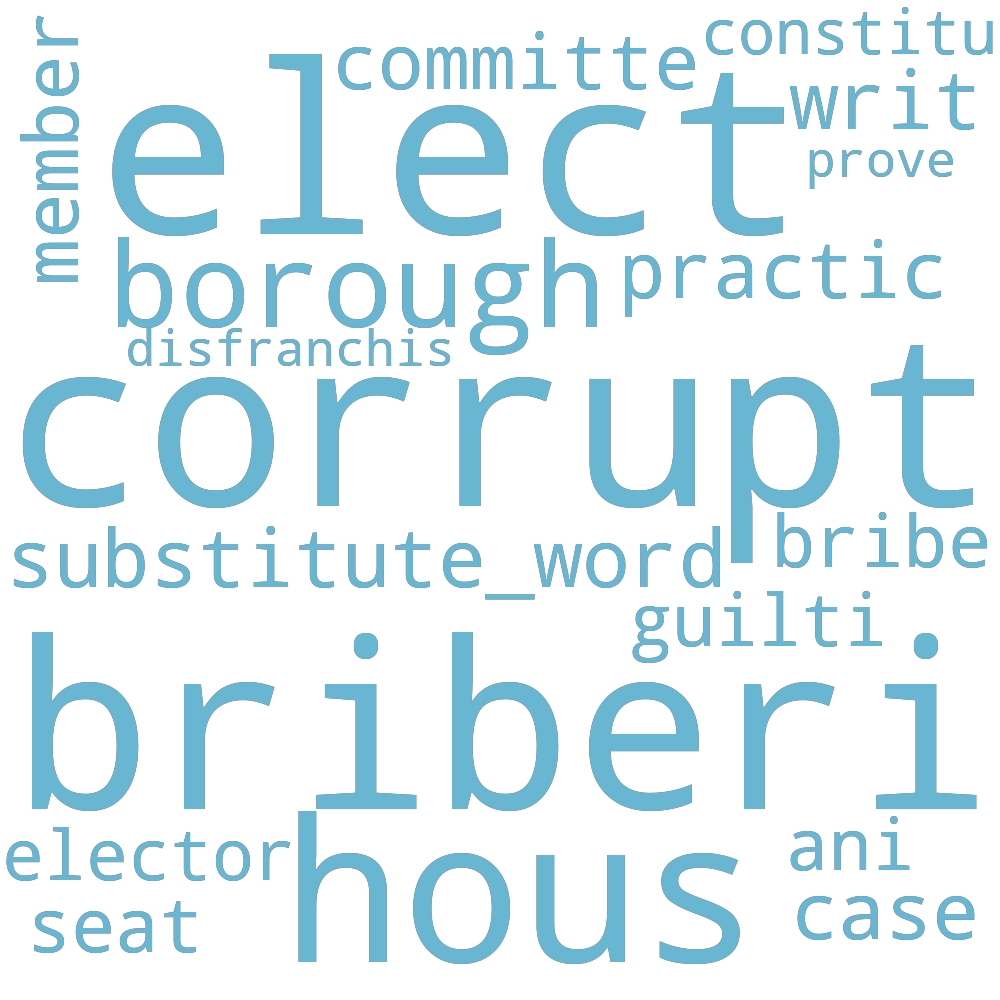 member
committe
constitu
elect
writ
prove
borough
practic
disfranchis
corrupt
substitute_word
bribe
guilti
briberi
elector
hous
ani
seat
case